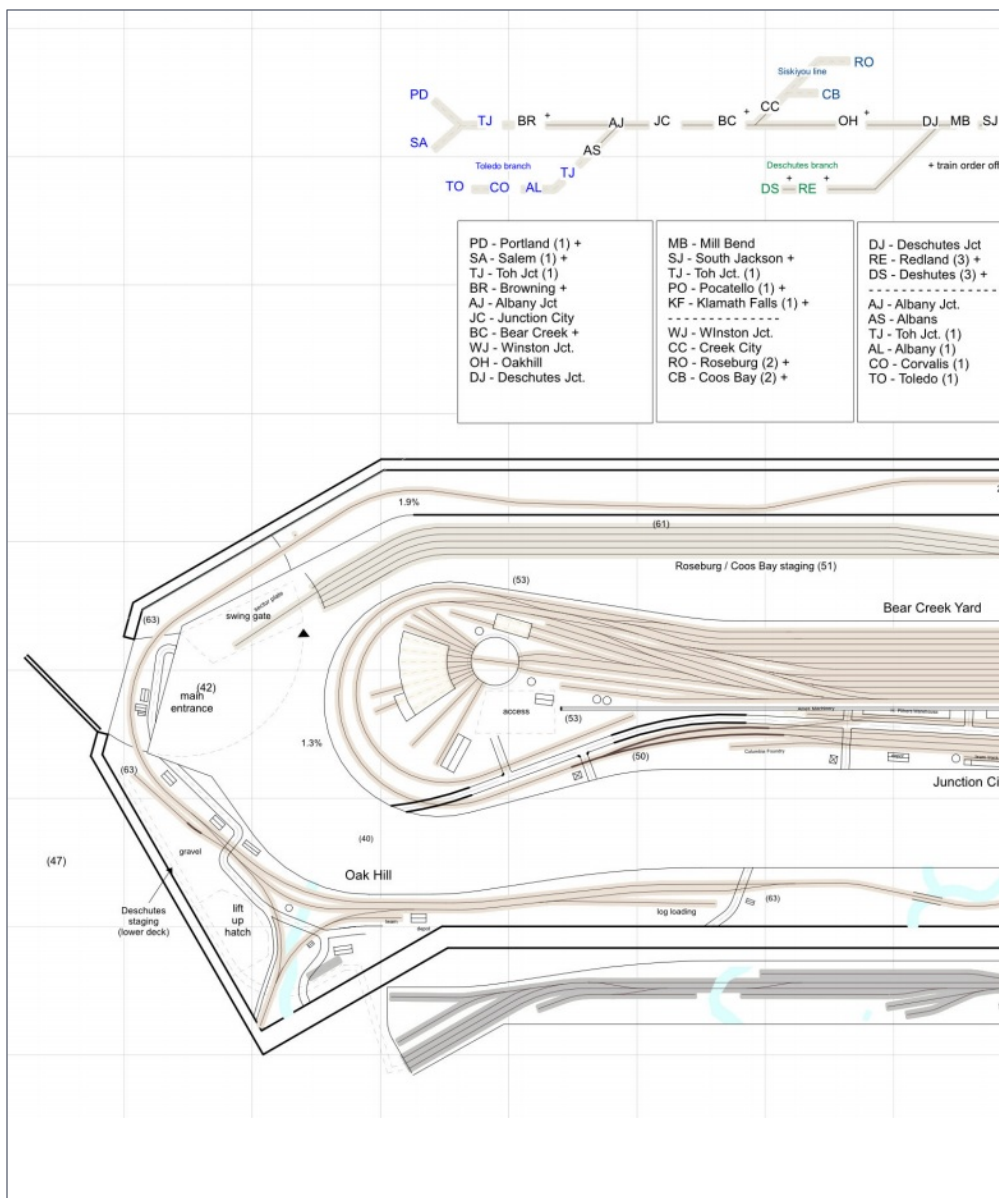 RO
Siskiyou line
CB
PD
CC
TJ
BR
+
AJ
JC
BC
+
OH
+
DJ
MB
SJ
SA
AS
Toledo branch
TJ
Deschutes branch
+ train order off
TO
CO
AL
+
+
DS
RE
PD - Portland (1) +
SA - Salem (1) +
TJ - Toh Jct (1)
BR - Browning +
AJ - Albany Jct
JC - Junction City
BC - Bear Creek +
WJ - Winston Jct.
OH - Oakhill
DJ - Deschutes Jct.
MB - Mill Bend
SJ - South Jackson +
TJ - Toh Jct. (1)
PO - Pocatello (1) +
KF - Klamath Falls (1) +
- - - - - - - - - - - - -
WJ - WInston Jct.
CC - Creek City
RO - Roseburg (2) +
CB - Coos Bay (2) +
DJ - Deschutes Jct
RE - Redland (3) +
DS - Deshutes (3) +
- - - - - - - - - - - - -
AJ - Albany Jct.
AS - Albans
TJ - Toh Jct. (1)
AL - Albany (1)
CO - Corvalis (1)
TO - Toledo (1)
1.9%
(61)
Roseburg / Coos Bay staging (51)
(53)
sector plate
swing gate
(63)
Bear Creek Yard
(42)
main
entrance
access
(53)
1.3%
(50)
Columbia Foundry
(63)
Junction Ci
(40)
gravel
(47)
Oak Hill
Deschutes
staging
(lower deck)
lift
up
hatch
team
depot
log loading
(63)